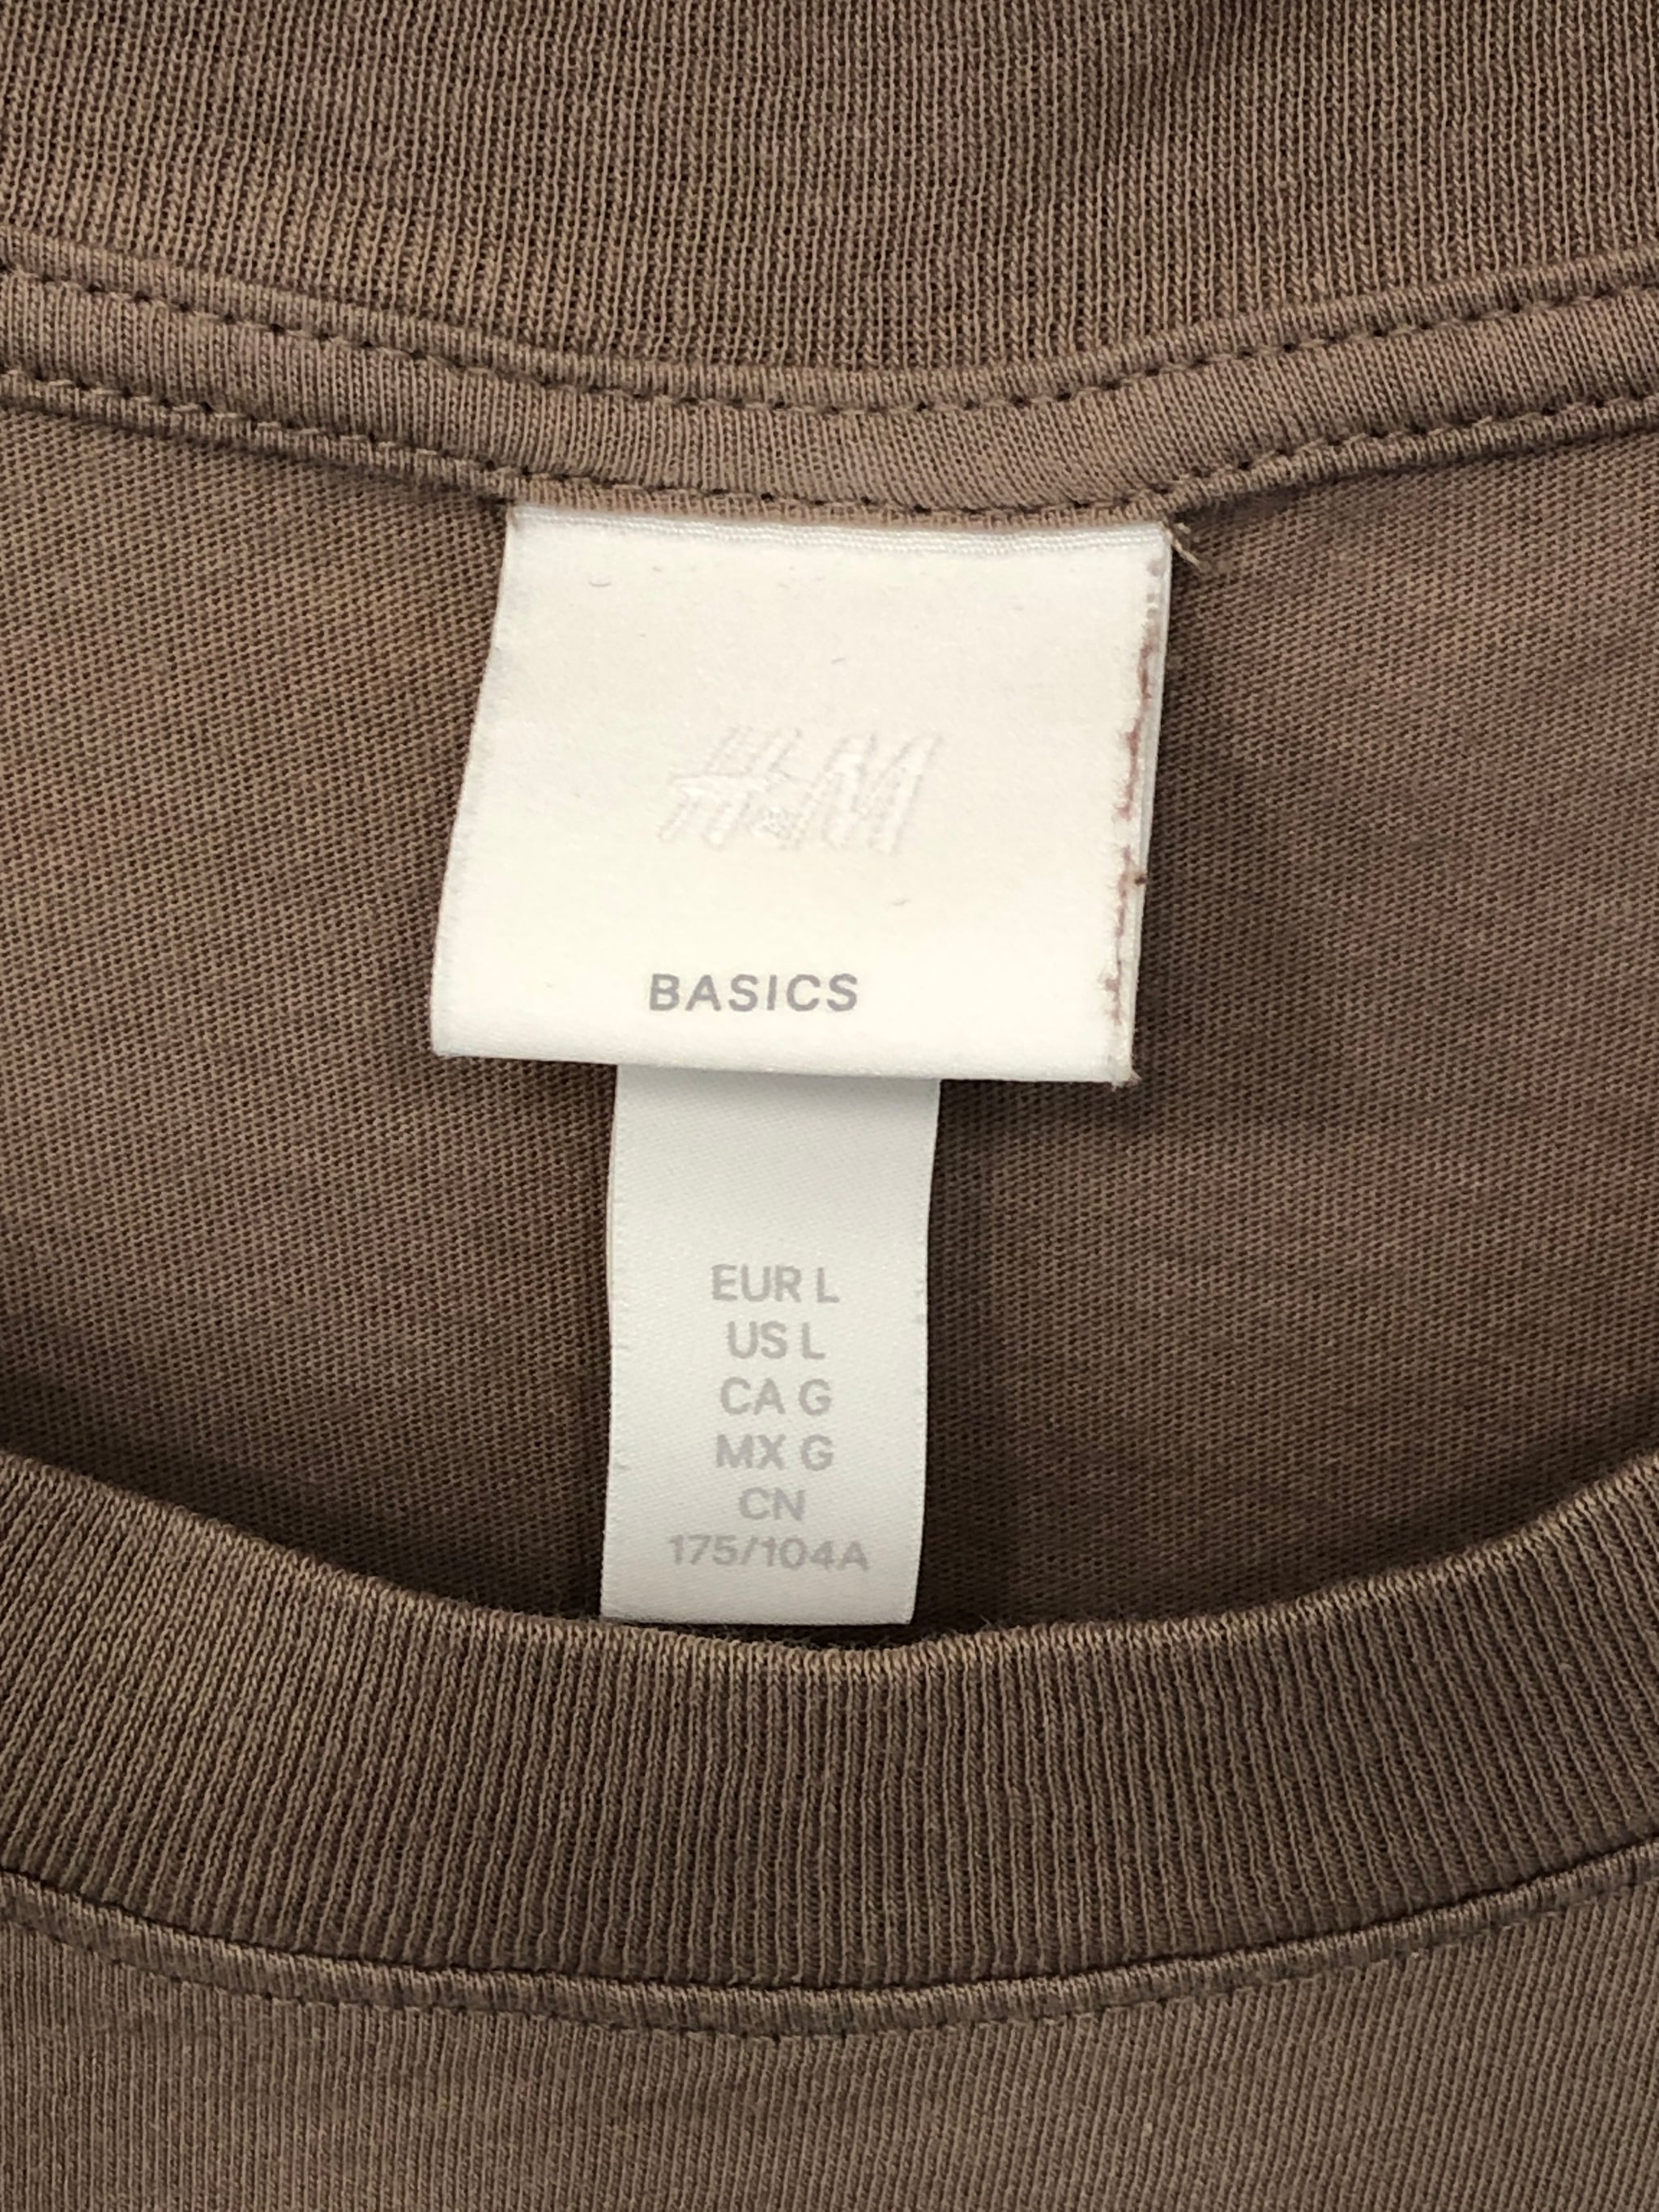 H&M
BASICS
EUR L
US L
CA G
MX G
CN
175/104A